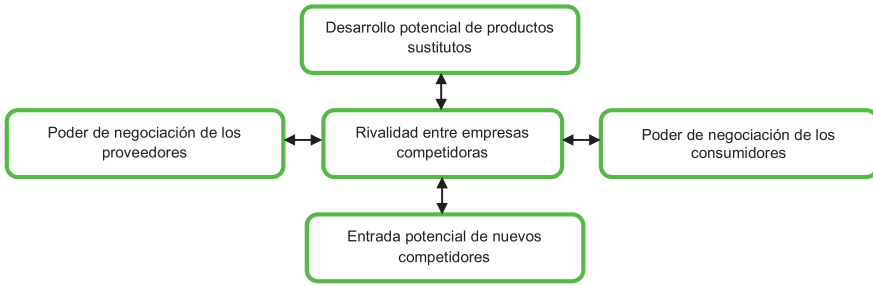 Desarrollo potencial de productos
sustitutos
Poder de negociación de los
proveedores
Rivalidad entre empresas
competidoras
Poder de negociación de los
consumidores
Entrada potencial de nuevos
competidores